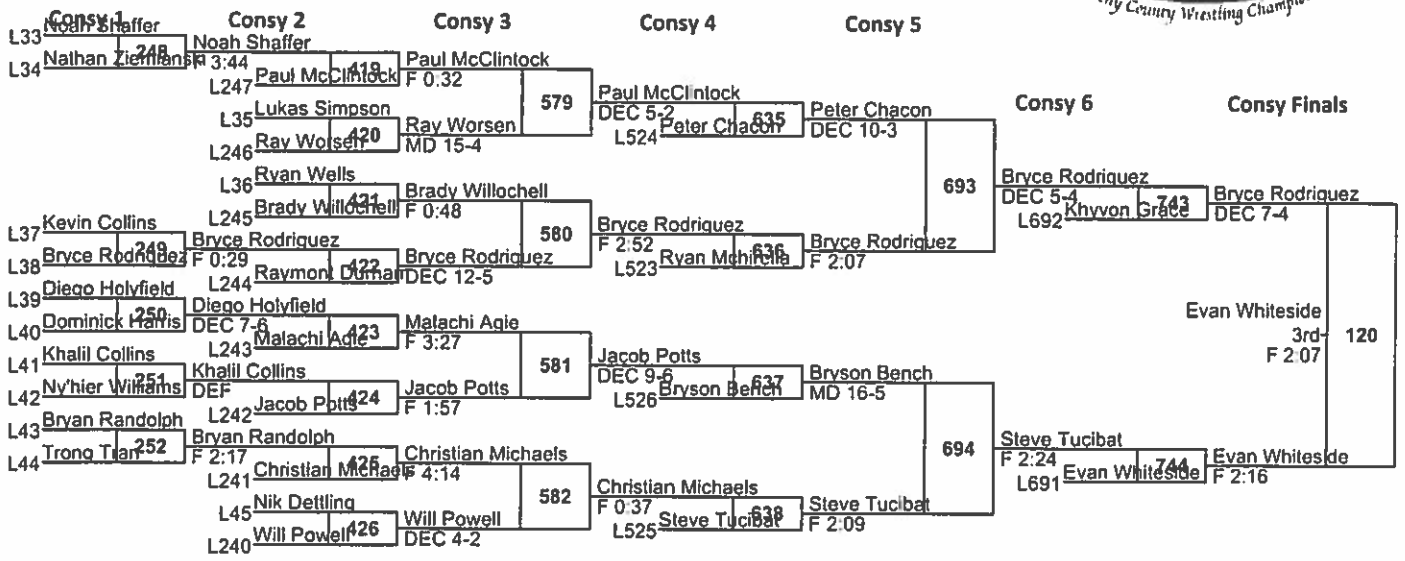 Consy 1
Consy 2
Consy 3
Consy 4
Consy 5
Consy 6
Consy Finals
County Wrestling
L33 Noah Shaffer
248
L34 Nathan
Noah Shaffer
F 3:44
419
L247 Paul McClintock
Paul McClintock
F 0:32
L35 Lukas Simpson
420
L246 Ray Worsen
Ray Worsen
MD 15-4
579
Paul McClintock
DEC 5-2
635
L524 Peter Chacon
Peter Chacon
DEC 10-3
L36 Ryan Wells
421
L245 Brady Willochell
Brady Willochell
F 0:48
L37 Kevin Collins
249
L38 Bryce Rodriquez
Bryce Rodriquez
F 0:29
422
L244 Raymont
Bryce Rodriquez
DEC 12-5
580
Bryce Rodriquez
F 2:52
636
L523 Ryan
Bryce Rodriquez
F 2:07
693
Bryce Rodriquez
DEC 5-4
743
L692 Khyvon Grace
Bryce Rodriquez
DEC 7-4
L39 Diego Holyfield
250
L40 Dominick Harris
Diego Holyfield
DEC 7-6
423
L243 Malachi Agie
Malachi Agie
F 3:27
L41 Khalil Collins
251
L42 Ny'hier Williams
Khalil Collins
DEF
424
L242 Jacob Potts
Jacob Potts
F 1:57
581
Jacob Potts
DEC 9-6
637
L526 Bryson Bench
Bryson Bench
MD 16-5
L43 Bryan Randolph
252
L44 Trong Tran
Bryan Randolph
F 2:17
425
L241 Christian Michaels
Christian Michaels
F 4:14
L45 Nik Dettling
426
L240 Will Powell
Will Powell
DEC 4-2
582
Christian Michaels
F 0:37
638
L525 Steve Tucibat
Steve Tucibat
F 2:09
694
Steve Tucibat
F 2:24
744
L691 Evan Whiteside
Evan Whiteside
F 2:16
Evan Whiteside
3rd
F 2:07
120